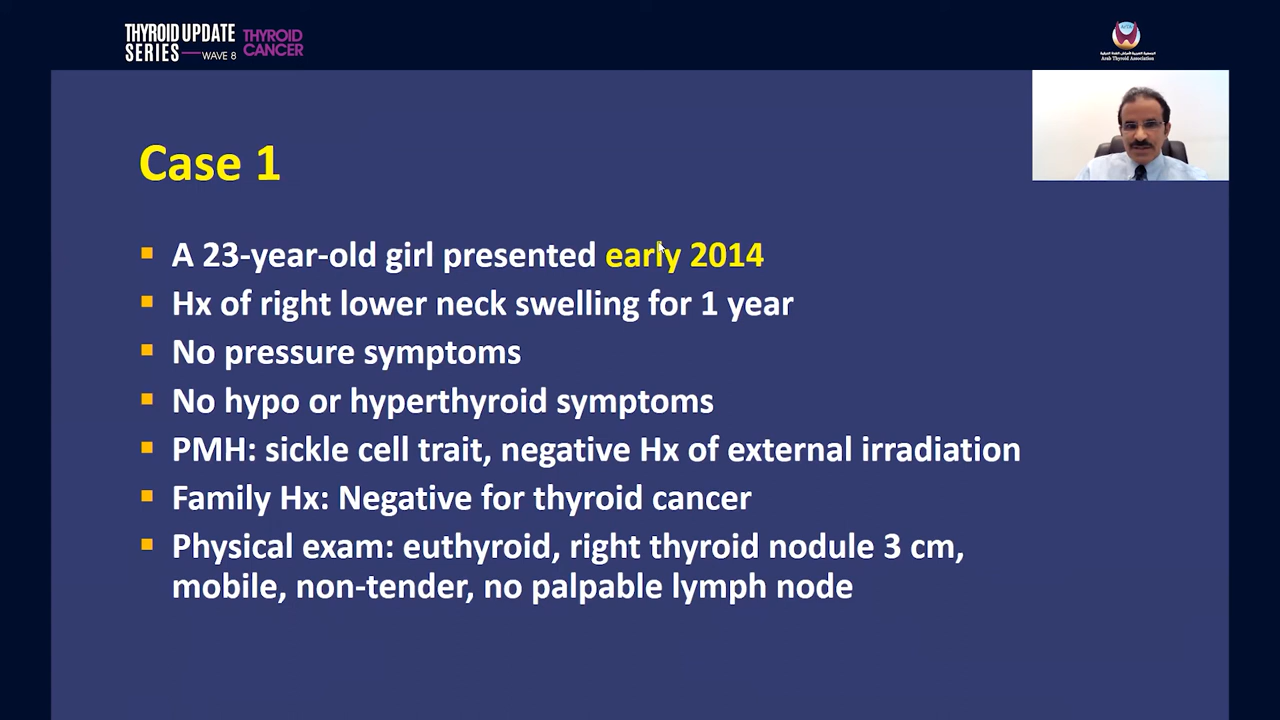 THYROID UPDATE
SERIES — WAVE 8
THYROID
CANCER
Arab Thyroid Association
Case 1
A 23-year-old girl presented early 2014
Hx of right lower neck swelling for 1 year
No pressure symptoms
No hypo or hyperthyroid symptoms
PMH: sickle cell trait, negative Hx of external irradiation
Family Hx: Negative for thyroid cancer
Physical exam: euthyroid, right thyroid nodule 3 cm,
mobile, non-tender, no palpable lymph node